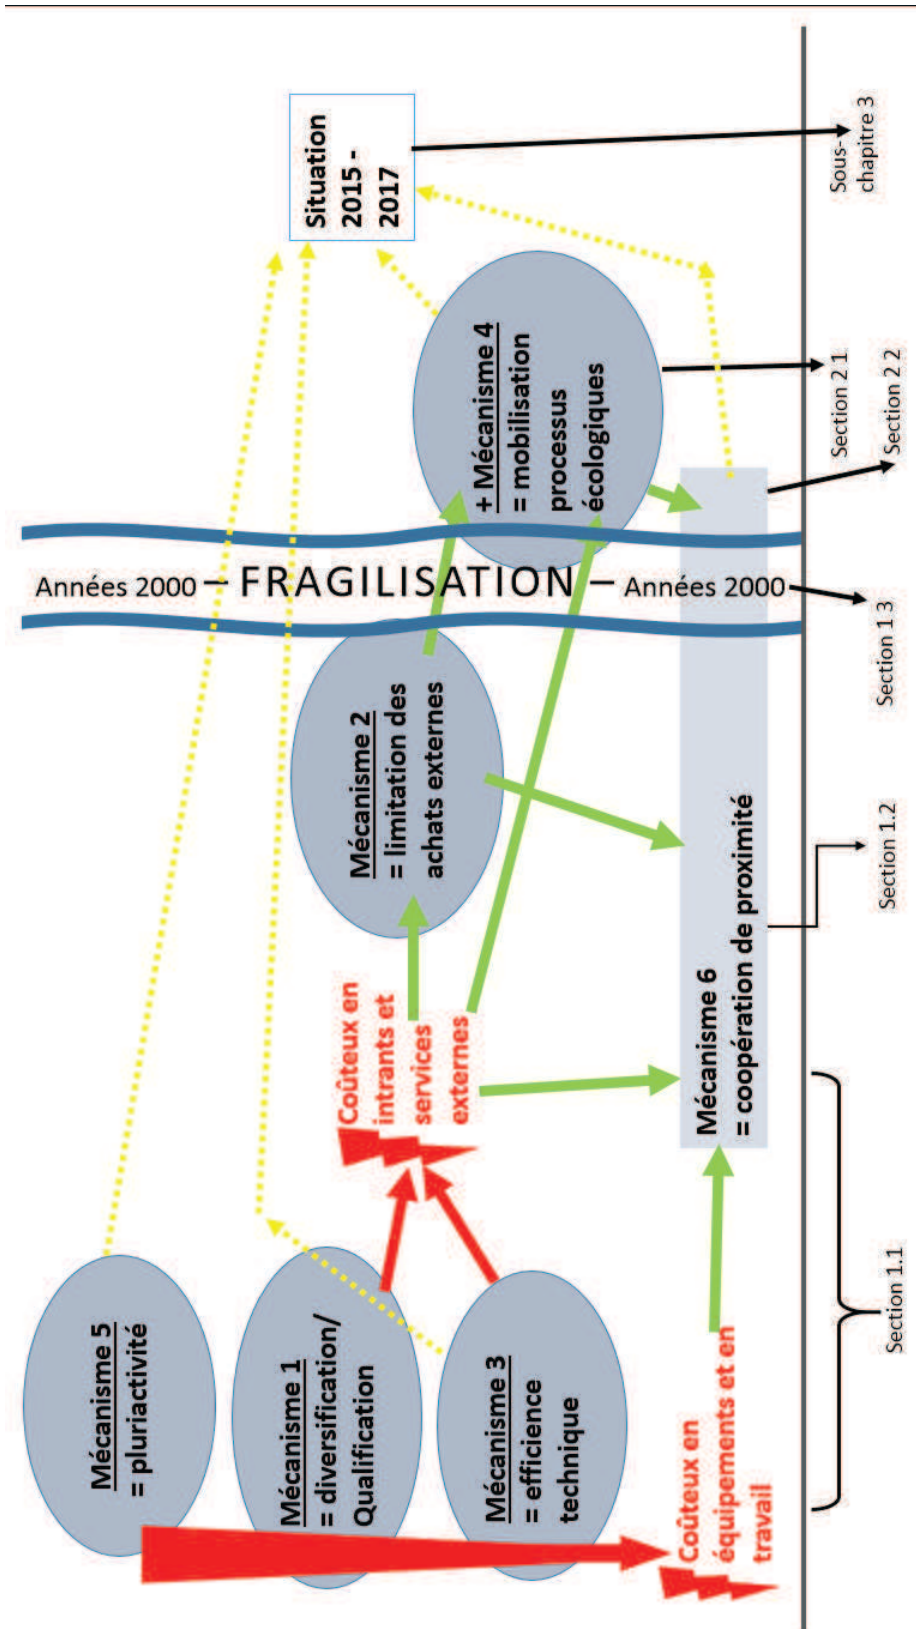 Mécanisme 5
= pluriactivité
Mécanisme 1
= diversification/
Qualification
Mécanisme 3
= efficience
technique
Coûteux en
équipements et en
travail
Coûteux en
intrants et
services
externes
Mécanisme 2
= limitation des
achats externes
Mécanisme 6
= coopération de proximité
Années 2000 – FRAGILISATION – Années 2000
+ Mécanisme 4
= mobilisation
processus
écologiques
Situation
2015 -
2017
Section 1.1
Section 1.2
Section 1 3
Section 2 1
Section 2 2
Sous-
chapitre 3